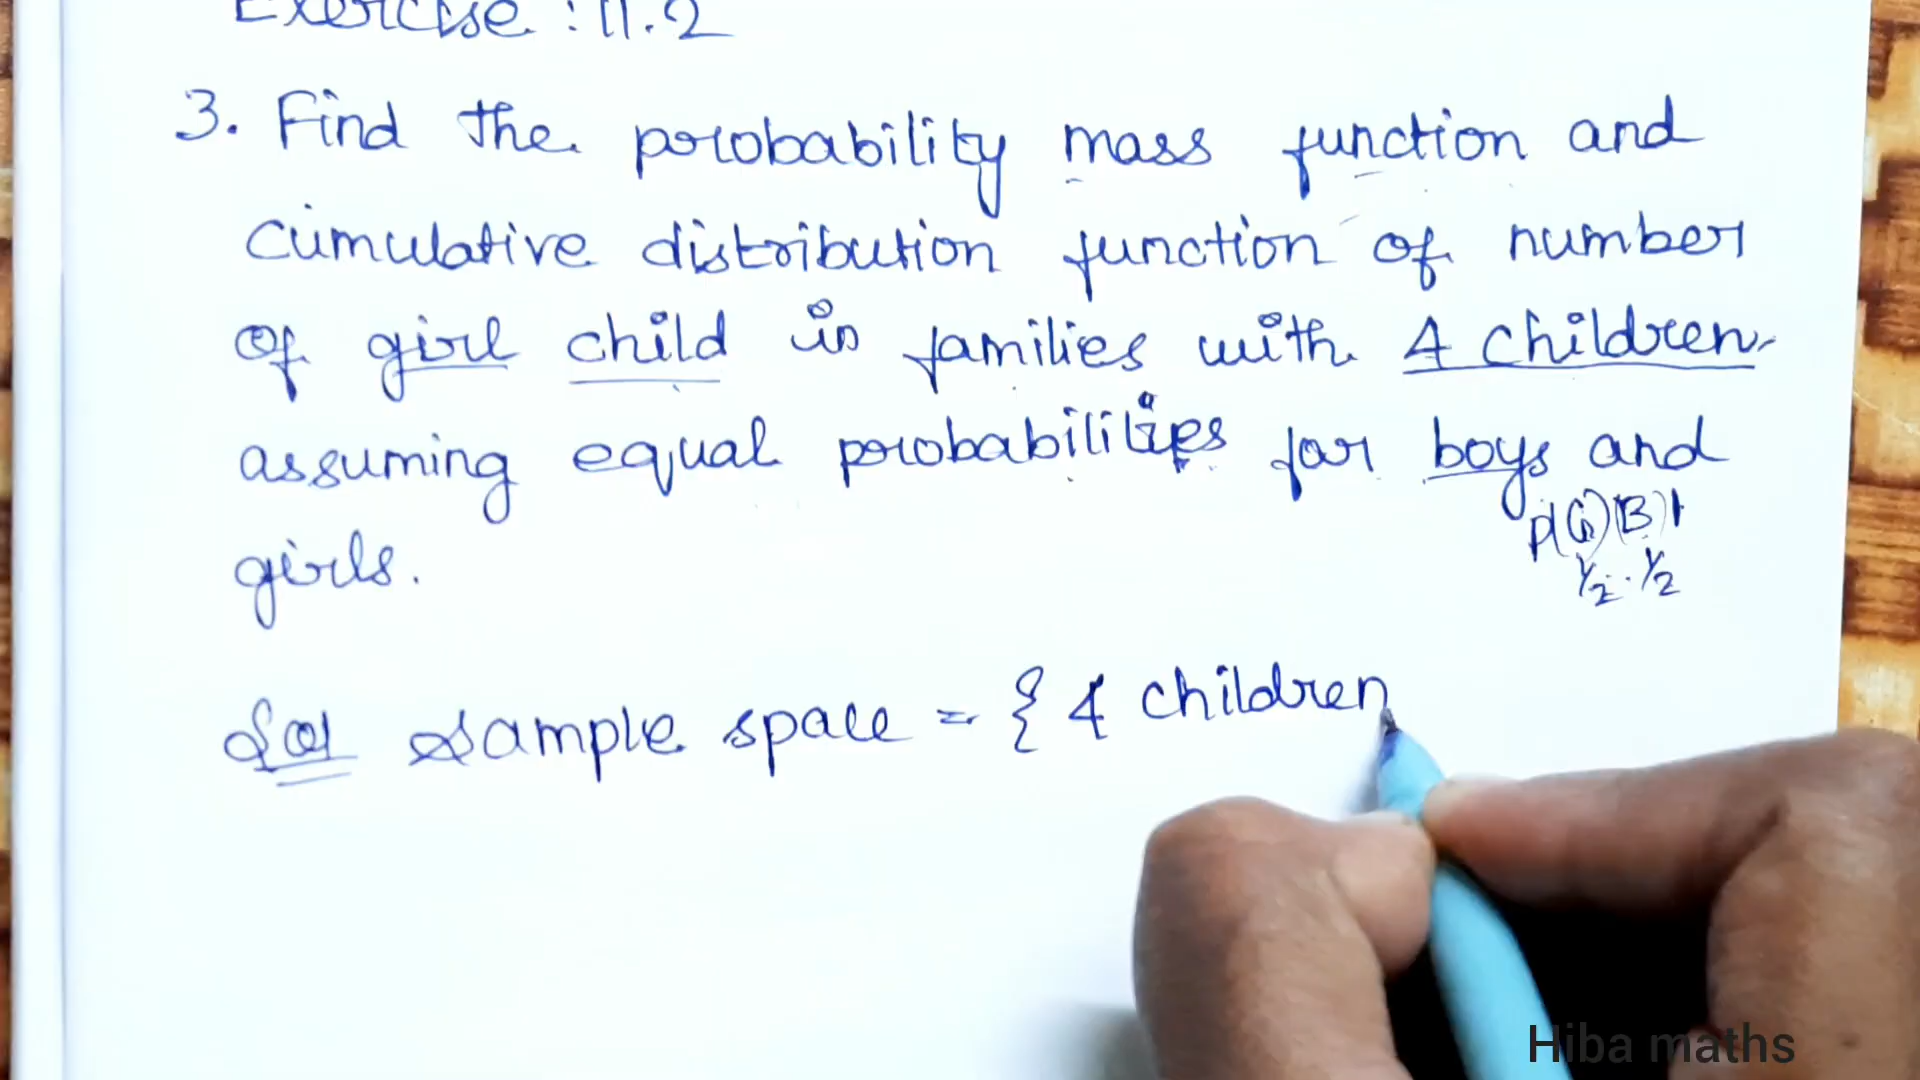 Exercise : 11.2
3. Find the probability mass function and
cumulative distribution function of number
of girl child in families with 4 children
assuming equal probabilities for boys and
P(G)(B)
1/2 . 1/2
girls.
Sol Sample space = { 4 children
Hiba maths